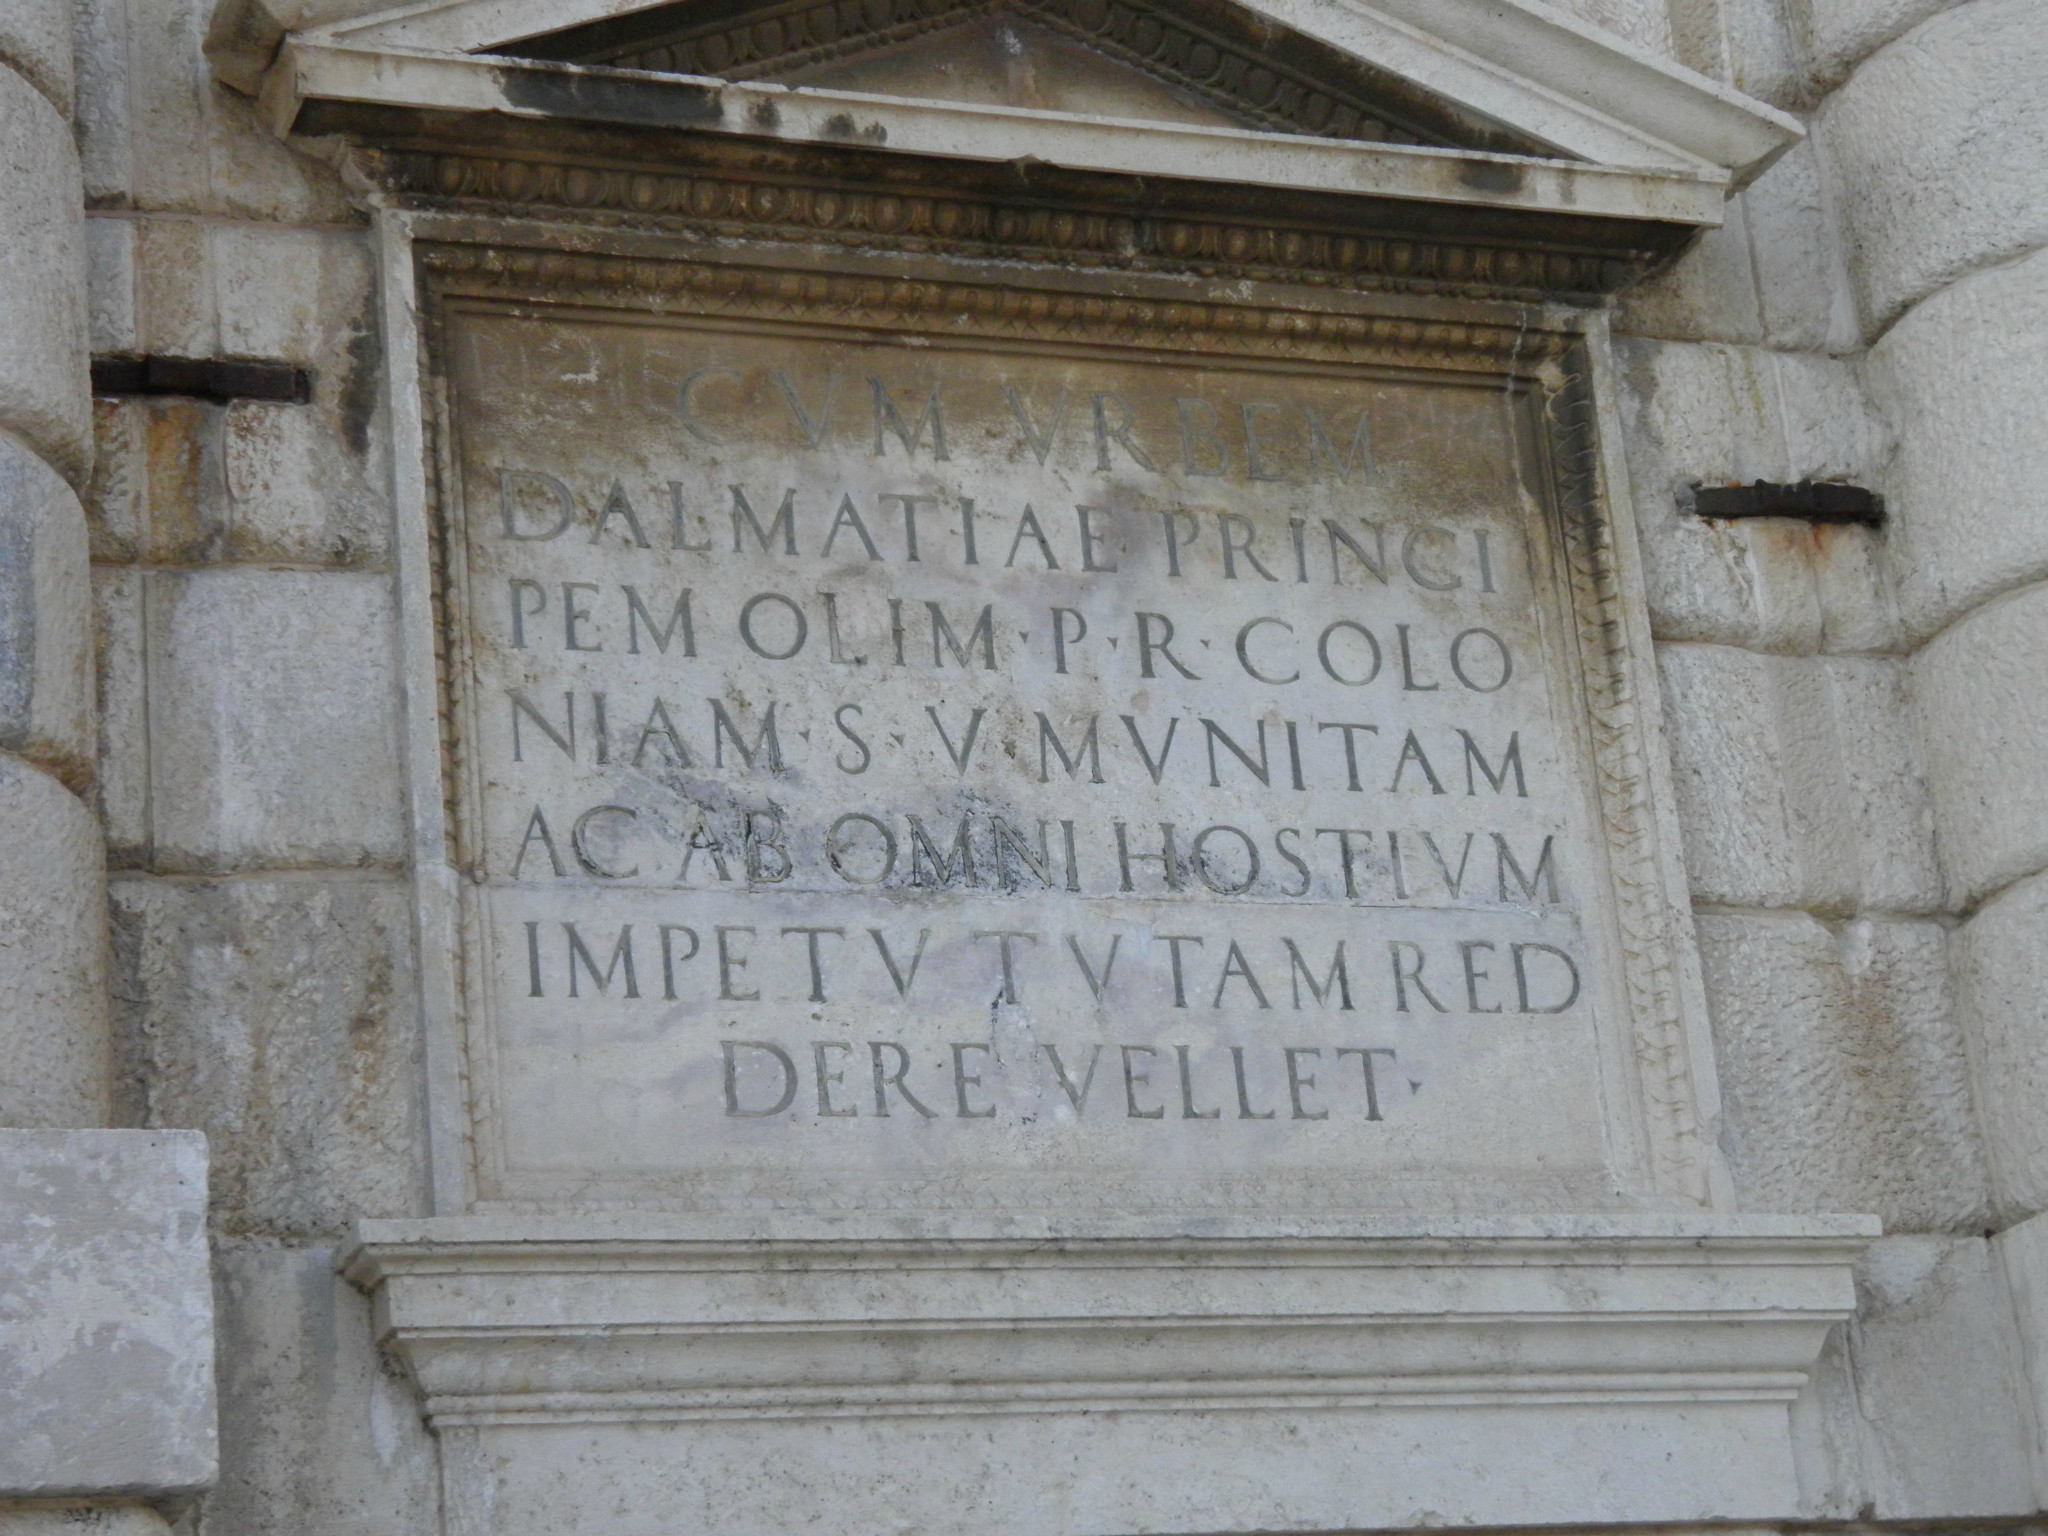 CVM VRBEM
DALMATIAE PRINCI
PEM OLIM · P · R · COLO
NIAM · S · V · MVNITAM
AC AB OMNI HOSTIVM
IMPETV TVTAM RED
DERE VELLET ·